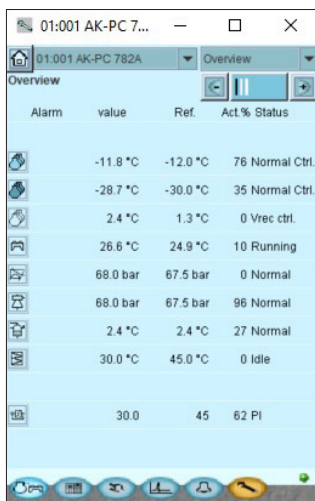 01:001 AK-PC 7...
01:001 AK-PC 782A Overview
Overview
Alarm value Ref. Act.% Status
-11.8 °C -12.0 °C 76 Normal Ctrl.
-28.7 °C -30.0 °C 35 Normal Ctrl.
2.4 °C 1.3 °C 0 Vrec ctrl.
26.6 °C 24.9 °C 10 Running
68.0 bar 67.5 bar 0 Normal
68.0 bar 67.5 bar 96 Normal
2.4 °C 2.4 °C 27 Normal
30.0 °C 45.0 °C 0 Idle
30.0 45 62 PI